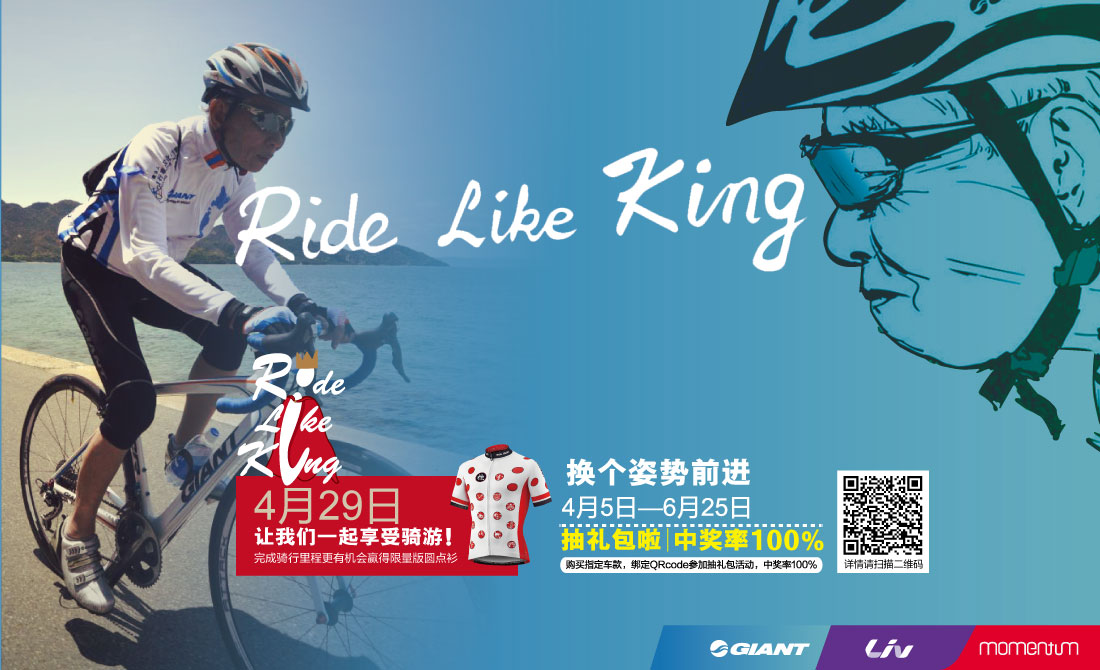 Ride Like King
GIANT
GIANT
Ride
Like
King
4月29日
让我们一起享受骑游!
完成骑行里程更有机会赢得限量版圆点衫
换个姿势前进
4月5日—6月25日
抽礼包啦|中奖率100%
购买指定车款,绑定QRcode参加抽礼包活动,中奖率100%
详情请扫描二维码
GIANT
Liv
momentum